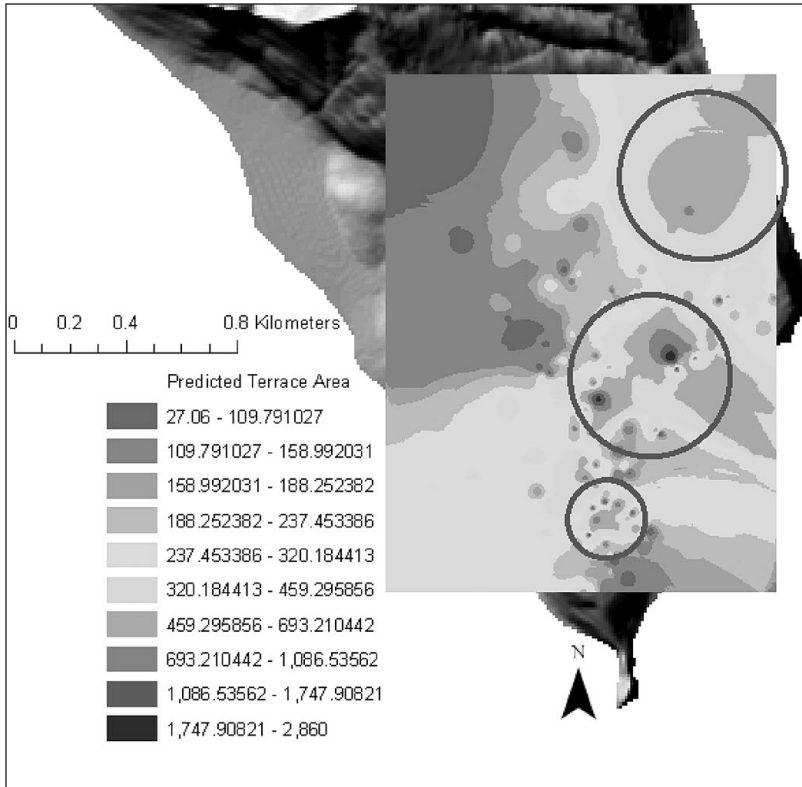 0 0.2 0.4 0.8 Kilometers
Predicted Terrace Area
27.06 - 109.791027
109.791027 - 158.992031
158.992031 - 188.252382
188.252382 - 237.453386
237.453386 - 320.184413
320.184413 - 459.295856
459.295856 - 693.210442
693.210442 - 1,086.53562
1,086.53562 - 1,747.90821
1,747.90821 - 2,860
N